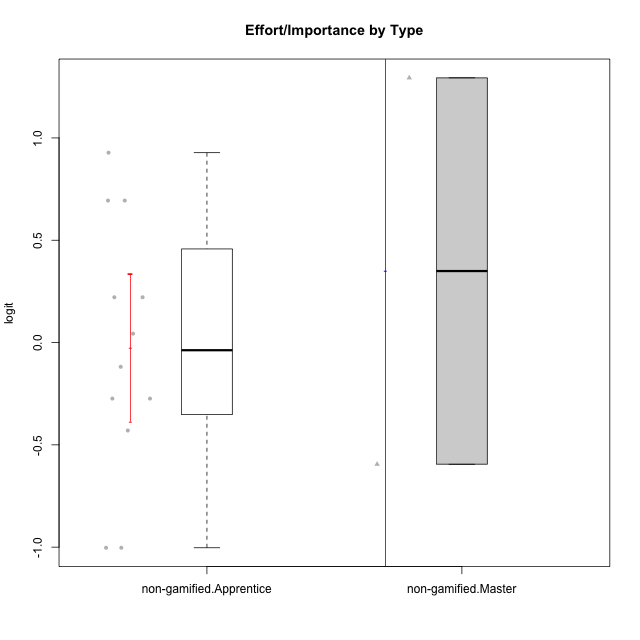 Effort/Importance by Type
logit
1.0
0.5
0.0
-0.5
-1.0
non-gamified.Apprentice
non-gamified.Master